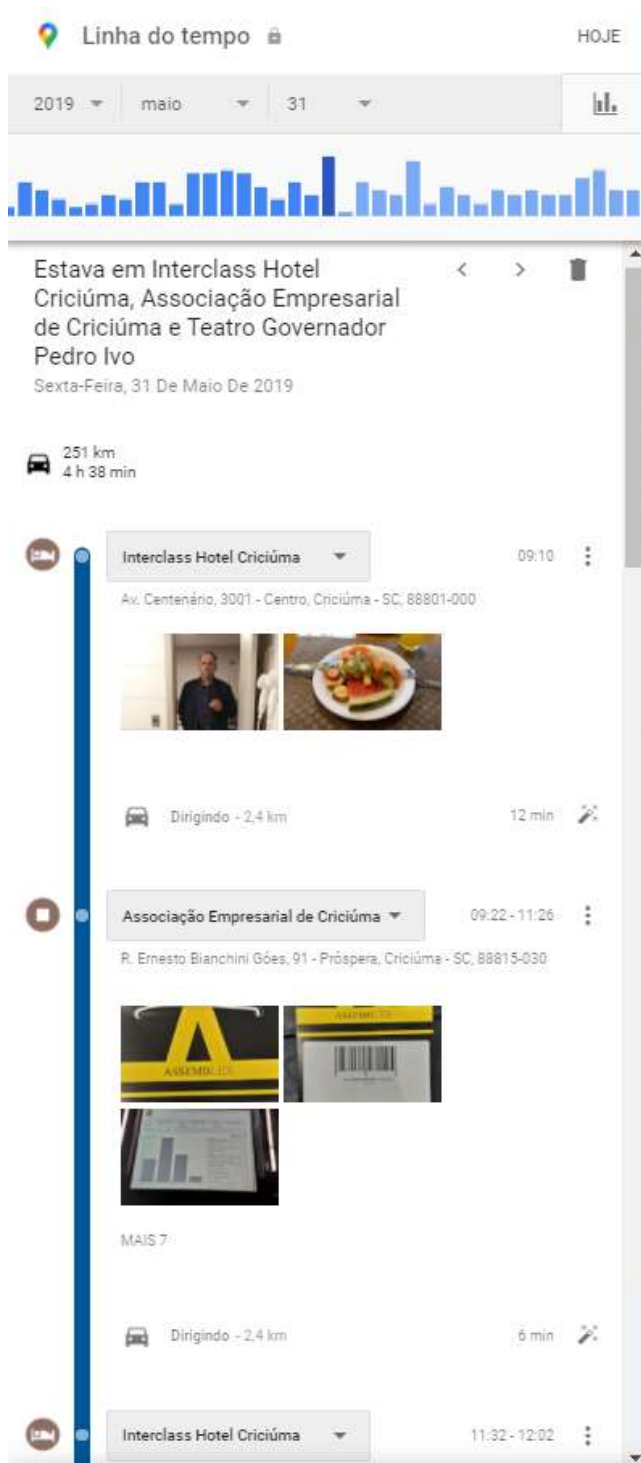 Linha do tempo
HOJE
2019
maio
31
Estava em Interclass Hotel
Criciúma, Associação Empresarial
de Criciúma e Teatro Governador
Pedro Ivo
Sexta-Feira, 31 De Maio De 2019
251 km
4 h 38 min
Interclass Hotel Criciúma
09:10
Av. Centenário, 3001 - Centro, Criciúma - SC, 88801-000
Dirigindo - 2,4 km
12 min
Associação Empresarial de Criciúma
09:22 - 11:26
R. Ernesto Bianchini Góes, 91 - Próspera, Criciúma - SC, 88815-030
MAIS 7
Dirigindo - 2,4 km
6 min
Interclass Hotel Criciúma
11:32 - 12:02